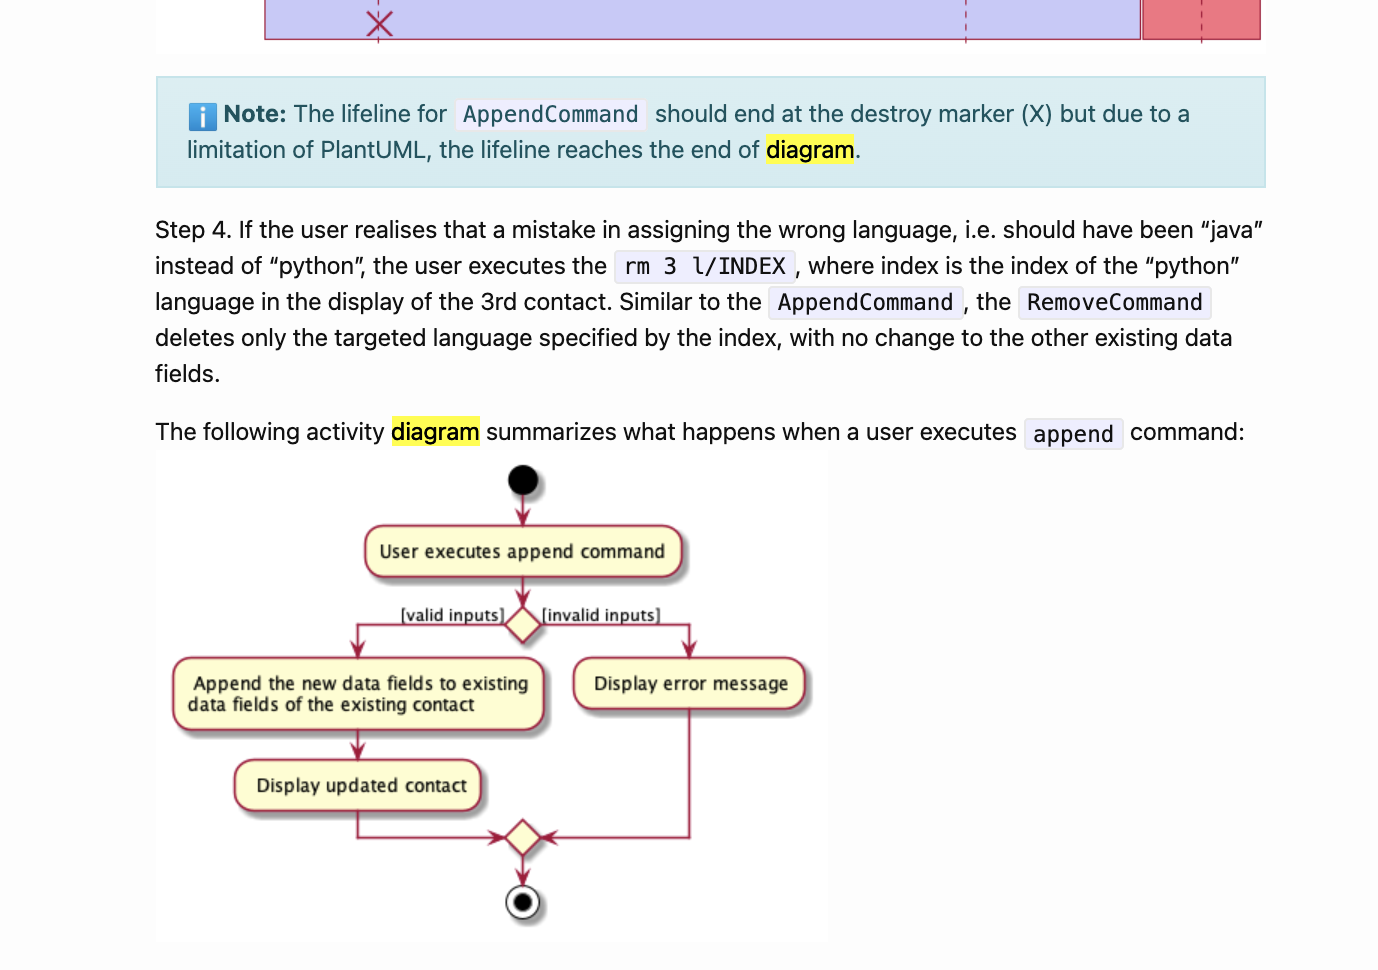 Note: The lifeline for AppendCommand should end at the destroy marker (X) but due to a
limitation of PlantUML, the lifeline reaches the end of diagram.
Step 4. If the user realises that a mistake in assigning the wrong language, i.e. should have been “java”
instead of “python”, the user executes the rm 3 l/INDEX , where index is the index of the “python”
language in the display of the 3rd contact. Similar to the AppendCommand , the RemoveCommand
deletes only the targeted language specified by the index, with no change to the other existing data
fields.
The following activity diagram summarizes what happens when a user executes append command:
User executes append command
[valid inputs]
[invalid inputs]
Append the new data fields to existing
data fields of the existing contact
Display error message
Display updated contact